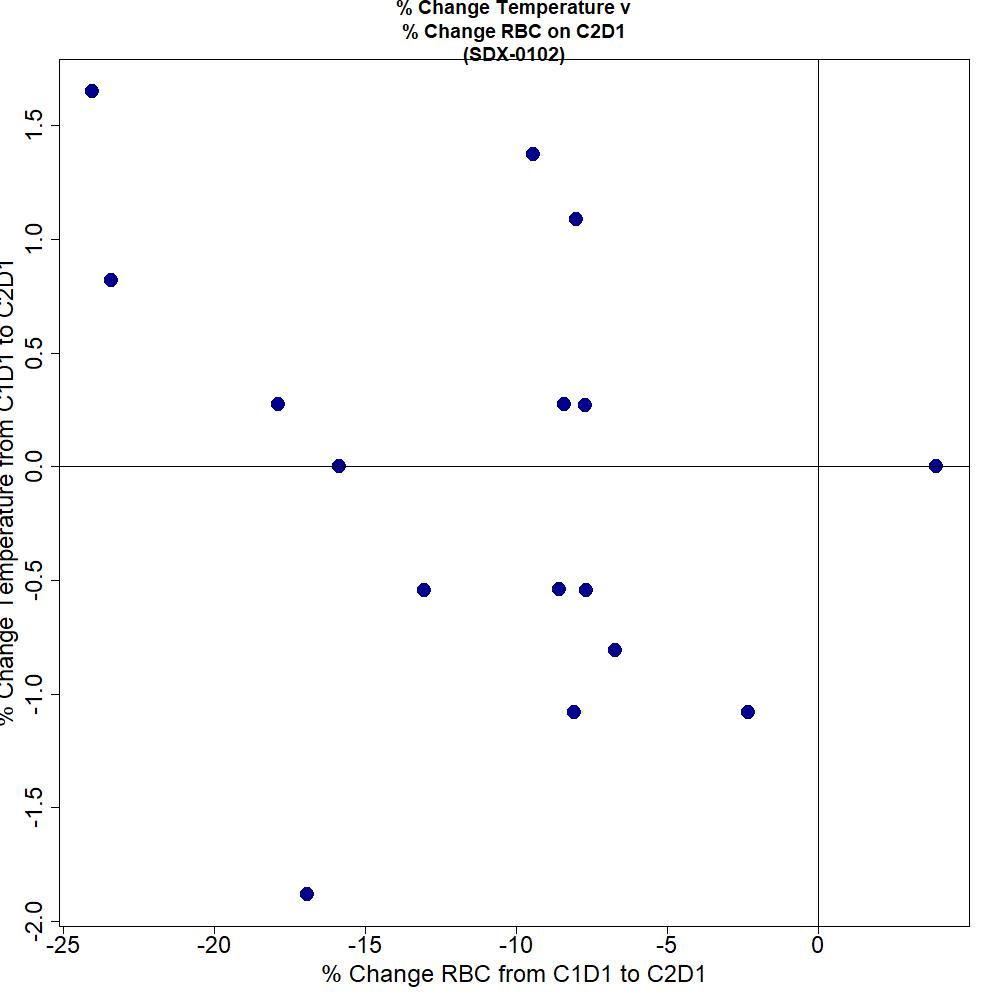 % Change Temperature v
% Change RBC on C2D1
(SDX-0102)
% Change Temperature from C1D1 to C2D1
1.5
1.0
0.5
0.0
-0.5
-1.0
-1.5
-2.0
-25 -20 -15 -10 -5 0
% Change RBC from C1D1 to C2D1